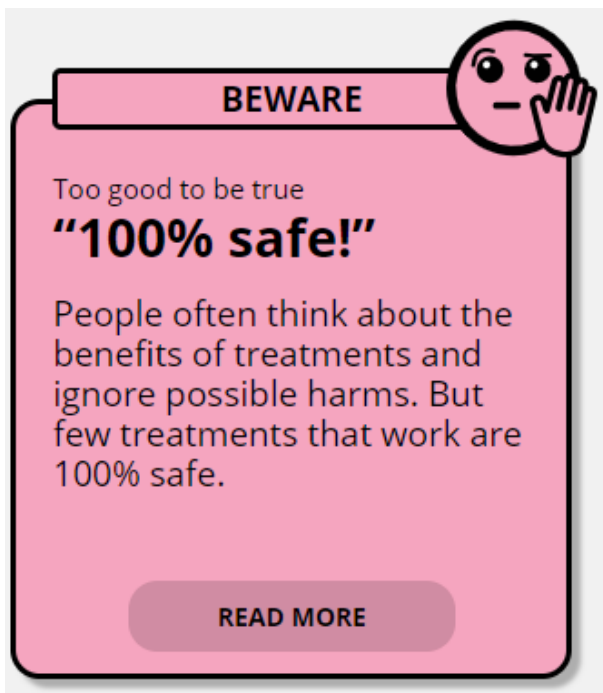 BEWARE
Too good to be true
“100% safe!”
People often think about the
benefits of treatments and
ignore possible harms. But
few treatments that work are
100% safe.
READ MORE